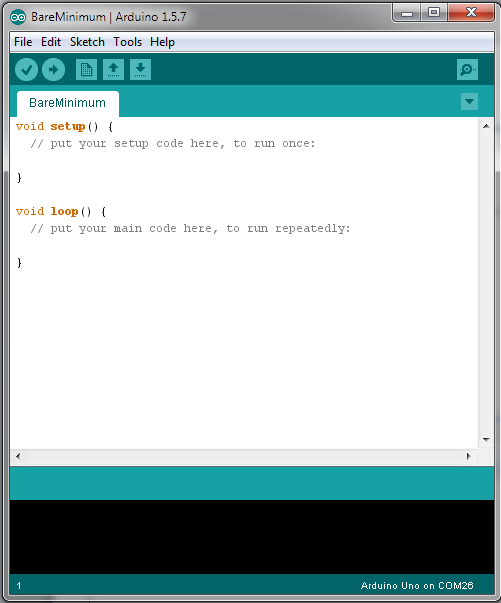 BareMinimum | Arduino 1.5.7
File Edit Sketch Tools Help
BareMinimum
void setup() {
  // put your setup code here, to run once:
}
void loop() {
  // put your main code here, to run repeatedly:
}
1
Arduino Uno on COM26